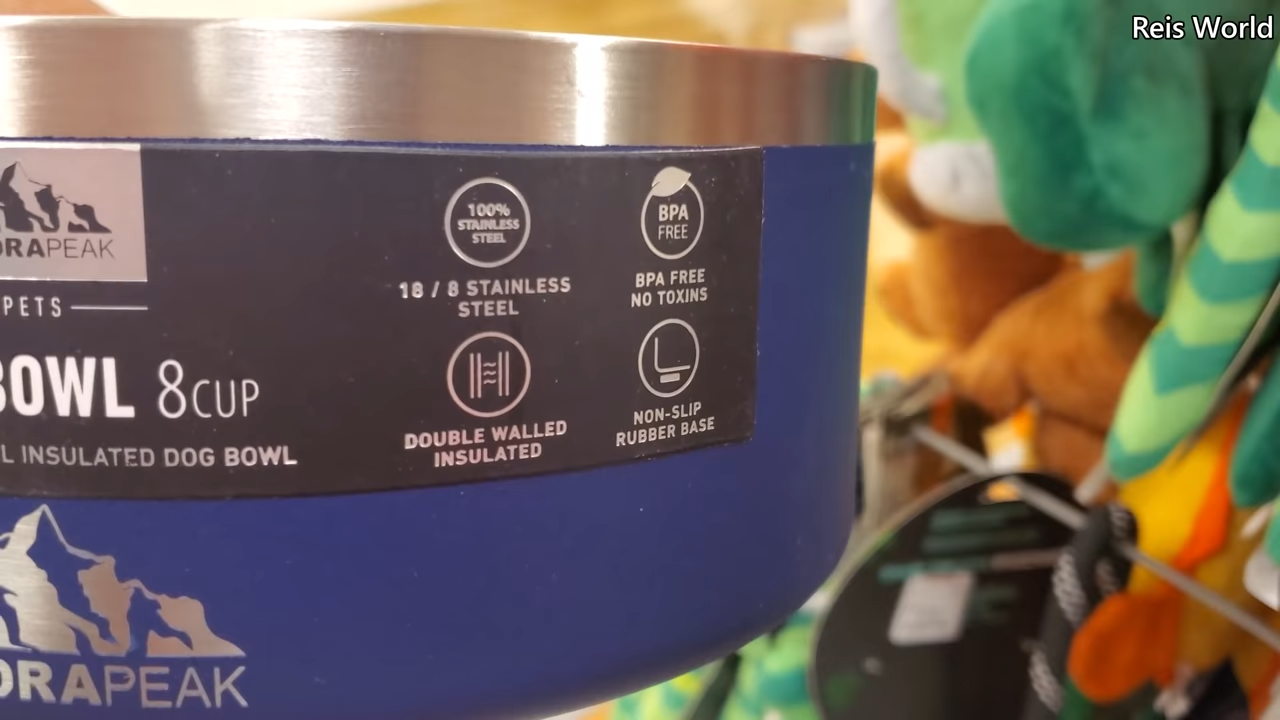 Reis World
ORAPEAK
PETS
BOWL 8CUP
L INSULATED DOG BOWL
100%
STAINLESS
STEEL
18 / 8 STAINLESS
STEEL
BPA
FREE
BPA FREE
NO TOXINS
DOUBLE WALLED
INSULATED
NON-SLIP
RUBBER BASE
DRAPEAK